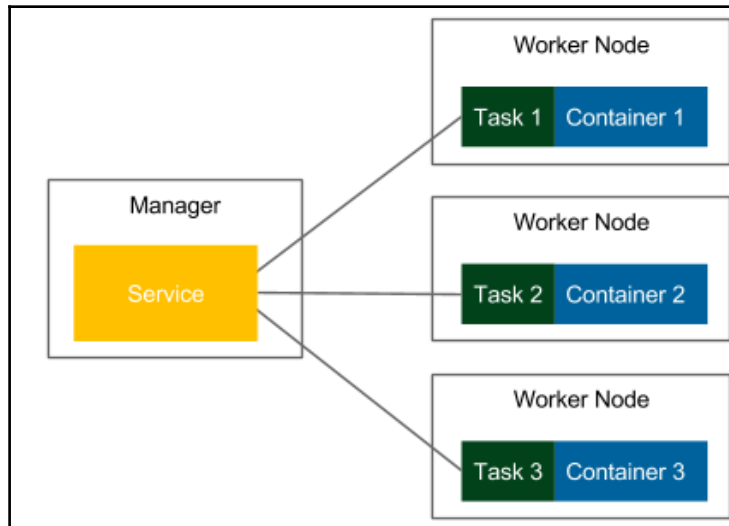 Manager
Service
Worker Node
Task 1 Container 1
Worker Node
Task 2 Container 2
Worker Node
Task 3 Container 3